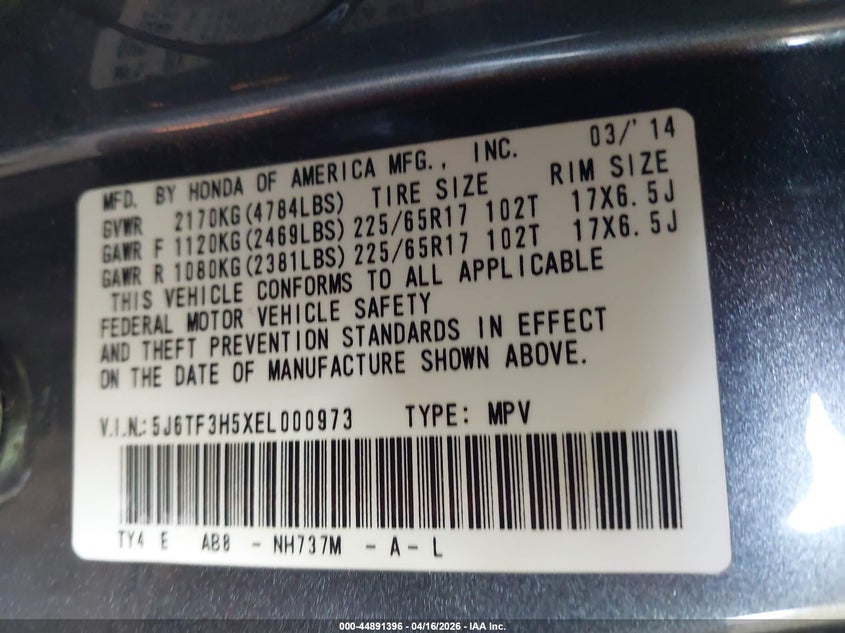 MFD. BY HONDA OF AMERICA MFG., INC. 03/'14
GVWR 2170KG(4784LBS) TIRE SIZE RIM SIZE
GAWR F 1120KG(2469LBS) 225/65R17 102T 17X6.5J
GAWR R 1080KG(2381LBS) 225/65R17 102T 17X6.5J
THIS VEHICLE CONFORMS TO ALL APPLICABLE
FEDERAL MOTOR VEHICLE SAFETY
AND THEFT PREVENTION STANDARDS IN EFFECT
ON THE DATE OF MANUFACTURE SHOWN ABOVE.
V.I.N.: 5J6TF3H5XEL000973 TYPE: MPV
TY4 E AB8 - NH737M - A - L
000-44891396 - 04/16/2026 - IAA Inc.